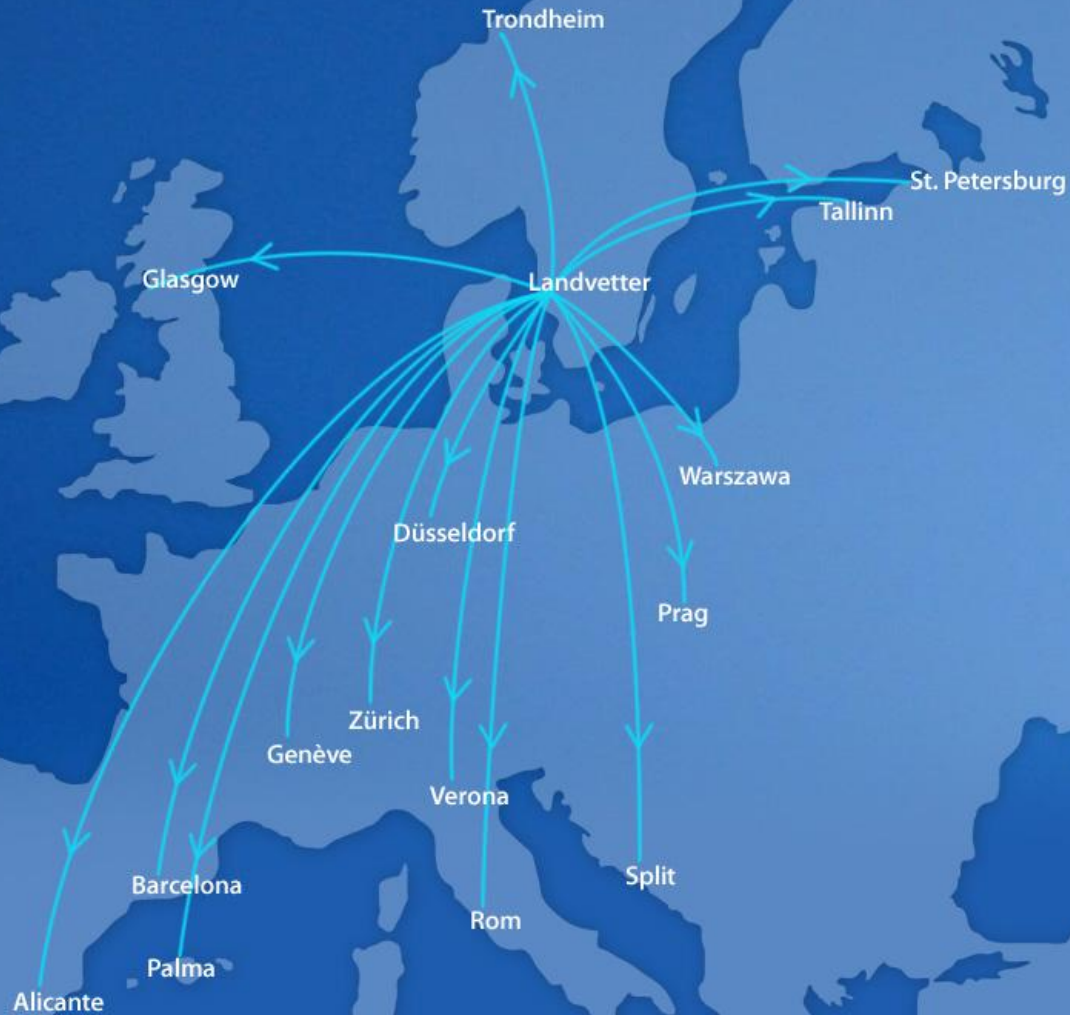 Trondheim
St. Petersburg
Tallinn
Glasgow
Landvetter
Warszawa
Düsseldorf
Prag
Zürich
Genève
Verona
Split
Barcelona
Rom
Palma
Alicante